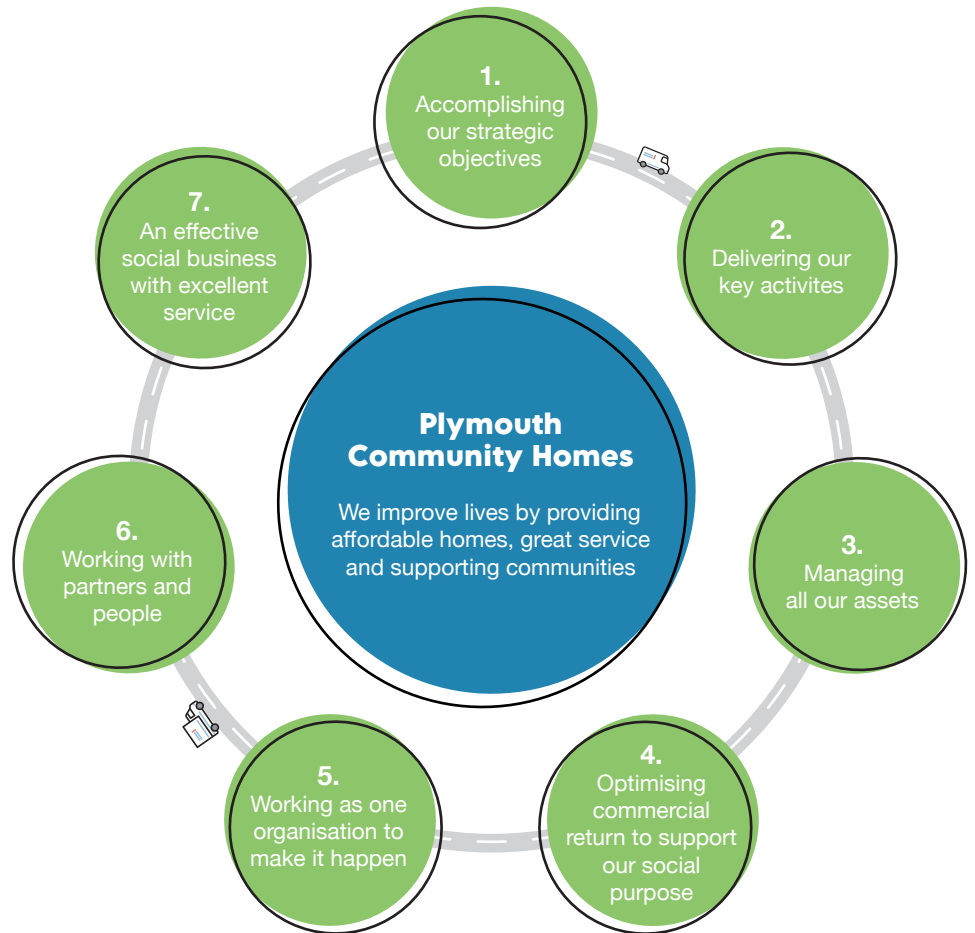 1.
Accomplishing
our strategic
objectives
2.
Delivering our
key activites
3.
Managing
all our assets
4.
Optimising
commercial
return to support
our social
purpose
5.
Working as one
organisation to
make it happen
6.
Working with
partners and
people
7.
An effective
social business
with excellent
service
Plymouth
Community Homes
We improve lives by providing
affordable homes, great service
and supporting communities